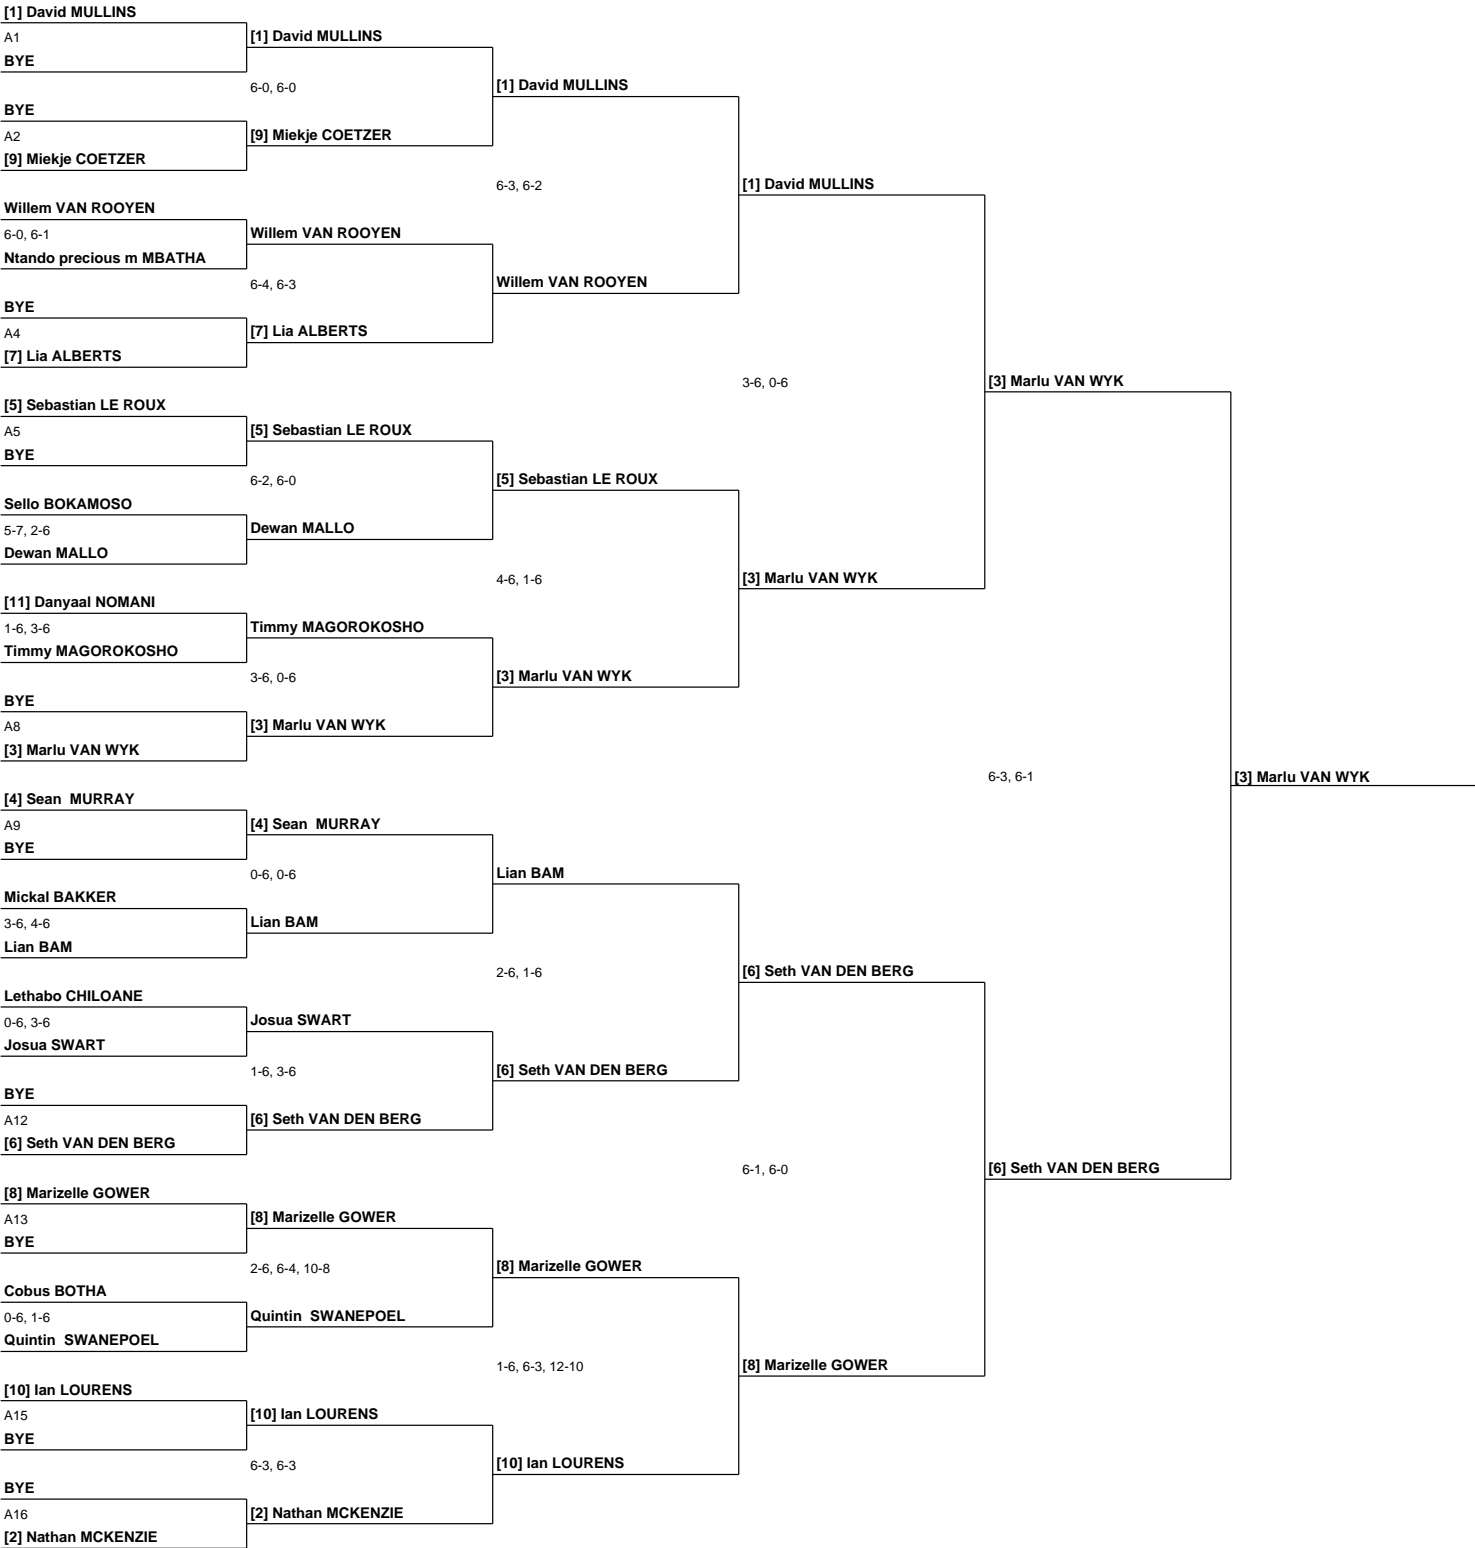 [1] David MULLINS
A1
BYE
BYE
A2
[9] Miekje COETZER
Willem VAN ROOYEN
6-0, 6-1
Ntando precious m MBATHA
BYE
A4
[7] Lia ALBERTS
[5] Sebastian LE ROUX
A5
BYE
Sello BOKAMOSO
5-7, 2-6
Dewan MALLO
[11] Danyaal NOMANI
1-6, 3-6
Timmy MAGOROKOSHO
BYE
A8
[3] Marlu VAN WYK
[4] Sean  MURRAY
A9
BYE
Mickal BAKKER
3-6, 4-6
Lian BAM
Lethabo CHILOANE
0-6, 3-6
Josua SWART
BYE
A12
[6] Seth VAN DEN BERG
[8] Marizelle GOWER
A13
BYE
Cobus BOTHA
0-6, 1-6
Quintin  SWANEPOEL
[10] Ian LOURENS
A15
BYE
BYE
A16
[2] Nathan MCKENZIE
[1] David MULLINS
6-0, 6-0
[9] Miekje COETZER
Willem VAN ROOYEN
6-4, 6-3
[7] Lia ALBERTS
[5] Sebastian LE ROUX
6-2, 6-0
Dewan MALLO
Timmy MAGOROKOSHO
3-6, 0-6
[3] Marlu VAN WYK
[4] Sean  MURRAY
0-6, 0-6
Lian BAM
Josua SWART
1-6, 3-6
[6] Seth VAN DEN BERG
[8] Marizelle GOWER
2-6, 6-4, 10-8
Quintin  SWANEPOEL
[10] Ian LOURENS
6-3, 6-3
[2] Nathan MCKENZIE
[1] David MULLINS
6-3, 6-2
Willem VAN ROOYEN
[5] Sebastian LE ROUX
4-6, 1-6
[3] Marlu VAN WYK
Lian BAM
2-6, 1-6
[6] Seth VAN DEN BERG
[8] Marizelle GOWER
1-6, 6-3, 12-10
[10] Ian LOURENS
[1] David MULLINS
3-6, 0-6
[3] Marlu VAN WYK
[6] Seth VAN DEN BERG
6-1, 6-0
[8] Marizelle GOWER
[3] Marlu VAN WYK
6-3, 6-1
[6] Seth VAN DEN BERG
[3] Marlu VAN WYK